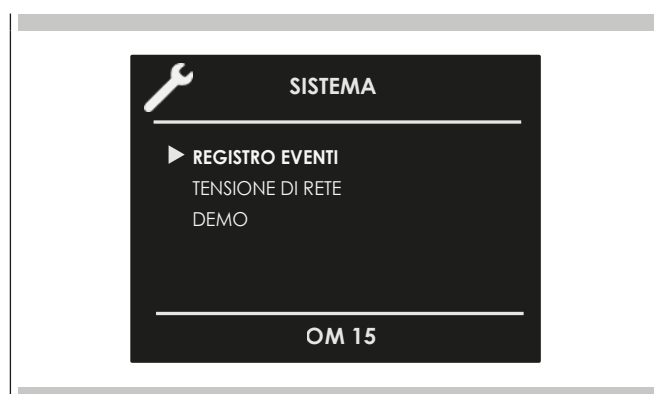 SISTEMA
REGISTRO EVENTI
TENSIONE DI RETE
DEMO
OM 15